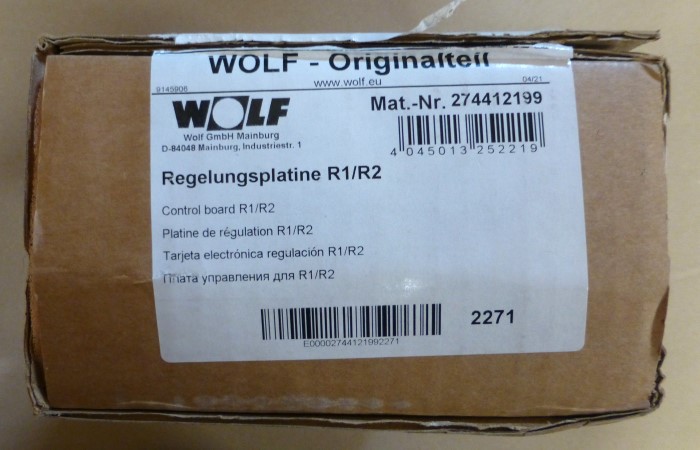 WOLF - Originalteil
www.wolf.eu
9145906
04/21
WOLF
Wolf GmbH Mainburg
D-84048 Mainburg, Industriestr. 1
Mat.-Nr. 274412199
4 045013 252219
Regelungsplatine R1/R2
Control board R1/R2
Platine de régulation R1/R2
Tarjeta electrónica regulación R1/R2
Плата управления для R1/R2
E00002744121992271
2271